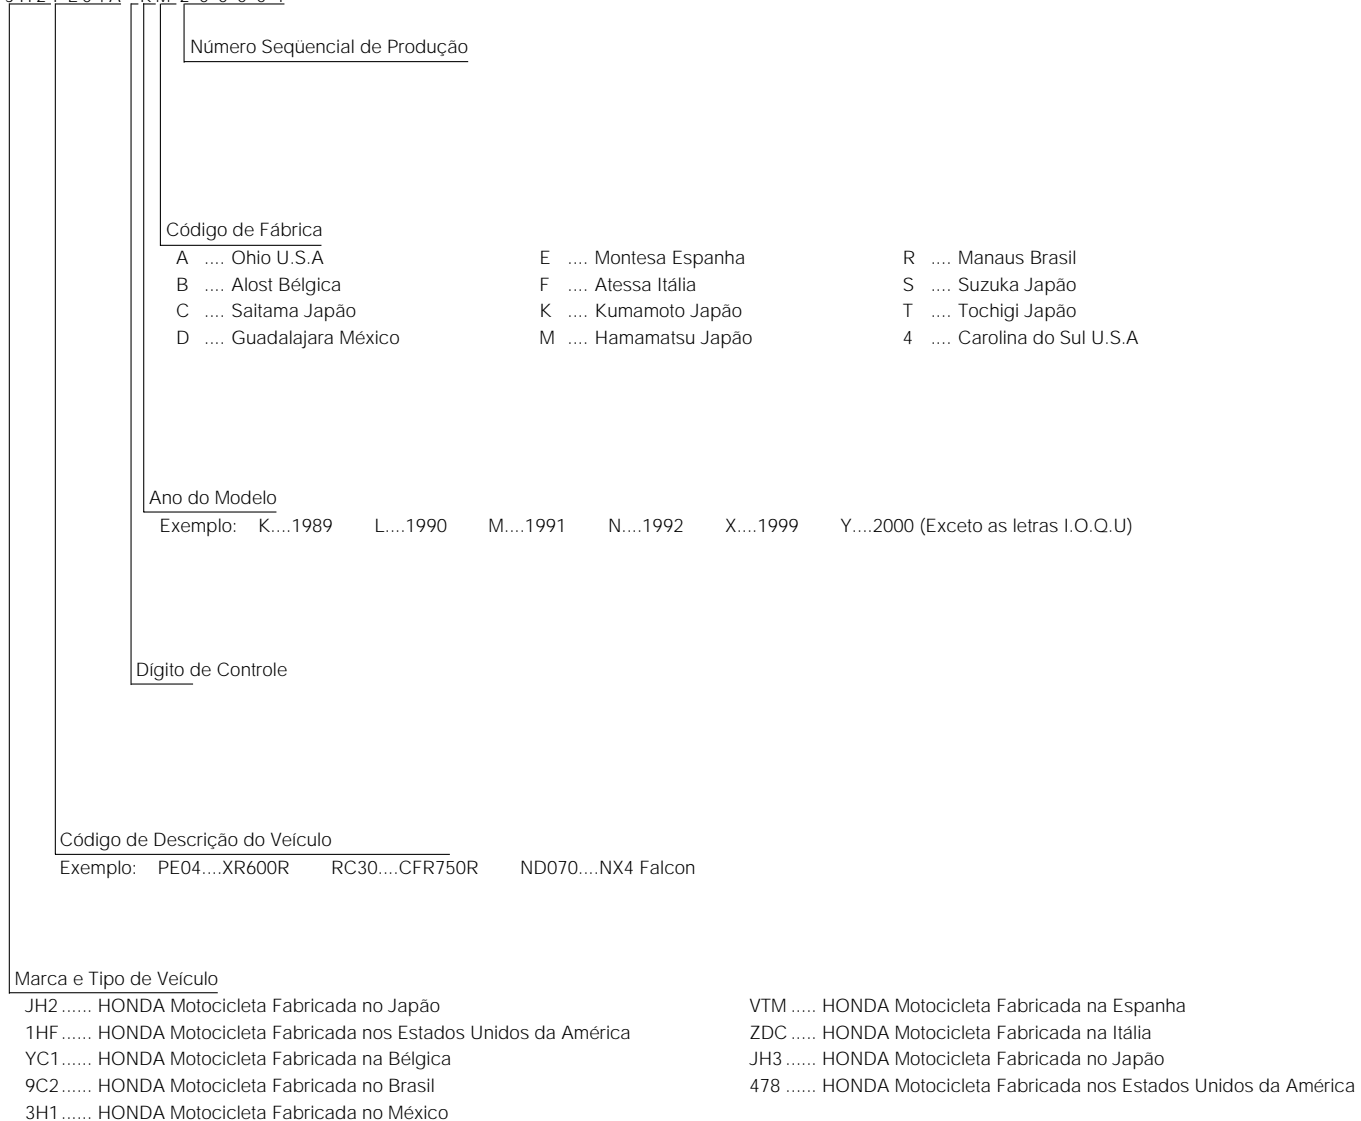 Número Seqüencial de Produção
Código de Fábrica
A .... Ohio U.S.A E .... Montesa Espanha R .... Manaus Brasil
B .... Alost Bélgica F .... Atessa Itália S .... Suzuka Japão
C .... Saitama Japão K .... Kumamoto Japão T .... Tochigi Japão
D .... Guadalajara México M .... Hamamatsu Japão 4 .... Carolina do Sul U.S.A
Ano do Modelo
Exemplo: K....1989 L....1990 M....1991 N....1992 X....1999 Y....2000 (Exceto as letras I.O.Q.U)
Dígito de Controle
Código de Descrição do Veículo
Exemplo: PE04....XR600R RC30....CFR750R ND070....NX4 Falcon
Marca e Tipo de Veículo
JH2 ...... HONDA Motocicleta Fabricada no Japão VTM ..... HONDA Motocicleta Fabricada na Espanha
1HF ...... HONDA Motocicleta Fabricada nos Estados Unidos da América ZDC ..... HONDA Motocicleta Fabricada na Itália
YC1 ...... HONDA Motocicleta Fabricada na Bélgica JH3 ...... HONDA Motocicleta Fabricada no Japão
9C2 ...... HONDA Motocicleta Fabricada no Brasil 478 ...... HONDA Motocicleta Fabricada nos Estados Unidos da América
3H1 ...... HONDA Motocicleta Fabricada no México